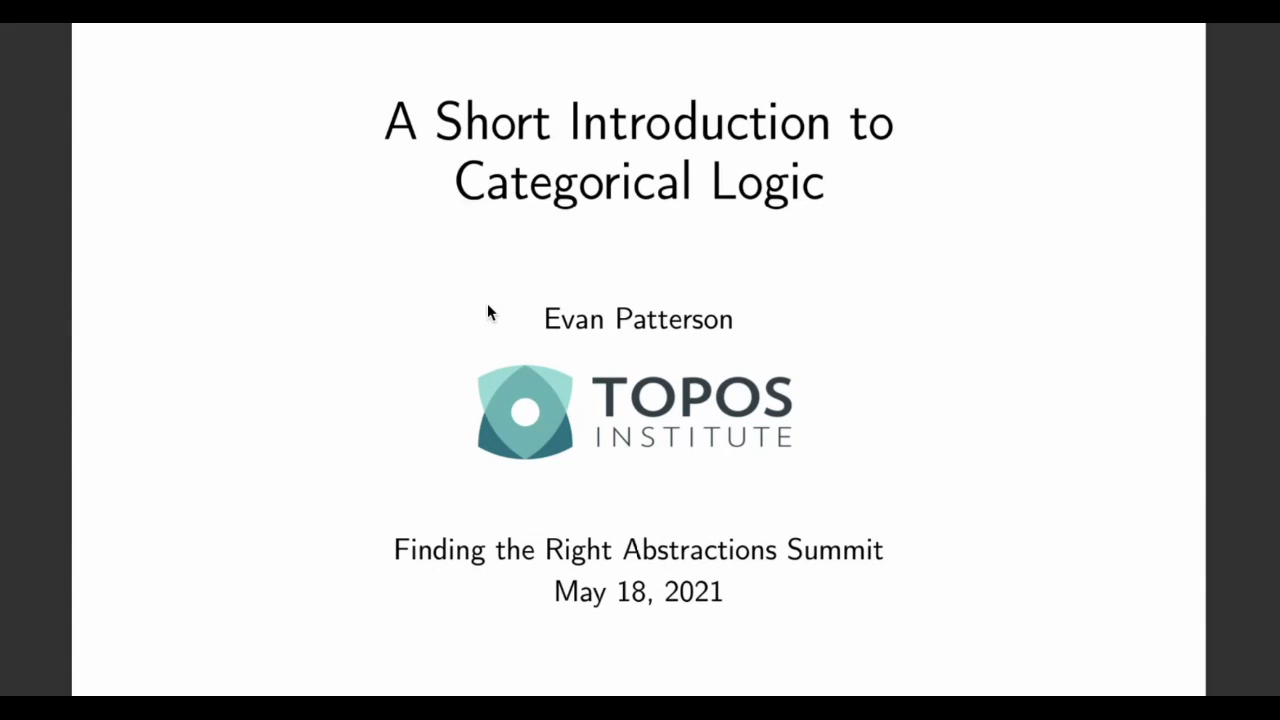 A Short Introduction to
Categorical Logic
Evan Patterson
TOPOS
INSTITUTE
Finding the Right Abstractions Summit
May 18, 2021